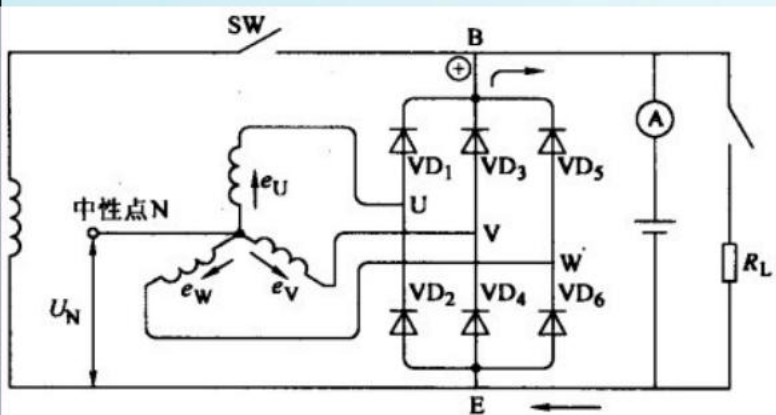 SW
B
+
A
VD1 VD3 VD5
eU
U
中性点N
V
W
RL
eW eV
VD2 VD4 VD6
UN
E